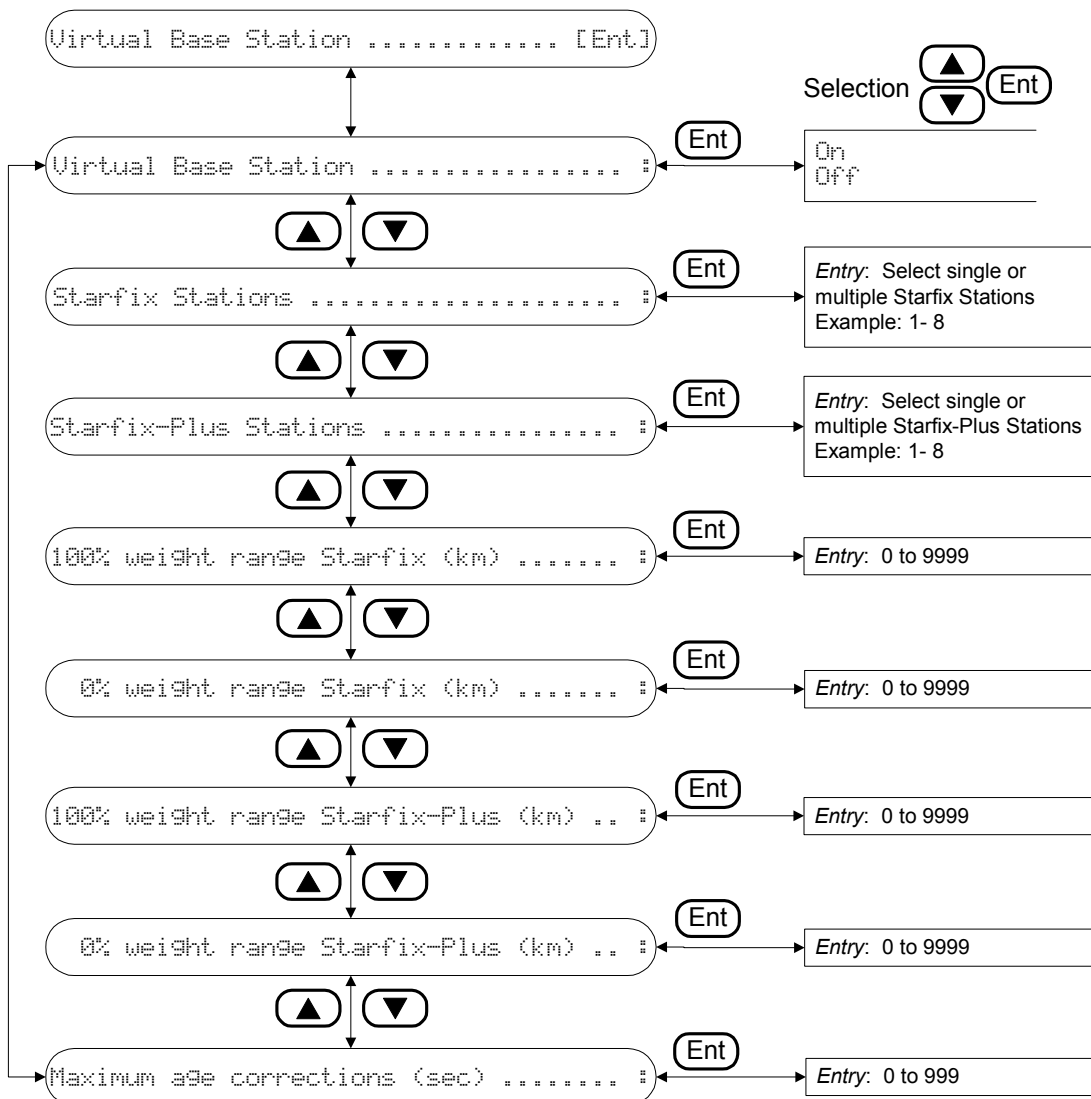 Virtual Base Station ............. [Ent]
Selection Ent
Virtual Base Station ................. :
Ent
On
Off
Starfix Stations ..................... :
Ent
Entry: Select single or
multiple Starfix Stations
Example: 1- 8
Starfix-Plus Stations ................ :
Ent
Entry: Select single or
multiple Starfix-Plus Stations
Example: 1- 8
100% weight range Starfix (km) ....... :
Ent
Entry: 0 to 9999
0% weight range Starfix (km) ....... :
Ent
Entry: 0 to 9999
100% weight range Starfix-Plus (km) .. :
Ent
Entry: 0 to 9999
0% weight range Starfix-Plus (km) .. :
Ent
Entry: 0 to 9999
Maximum age corrections (sec) ........ :
Ent
Entry: 0 to 999